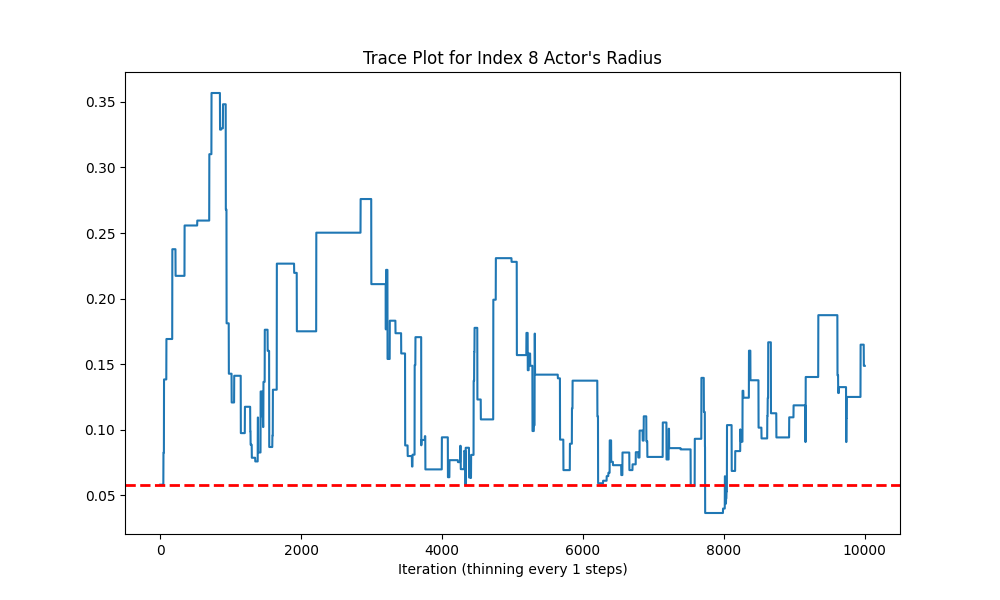 Trace Plot for Index 8 Actor's Radius
0.35
0.30
0.25
0.20
0.15
0.10
0.05
0 2000 4000 6000 8000 10000
Iteration (thinning every 1 steps)